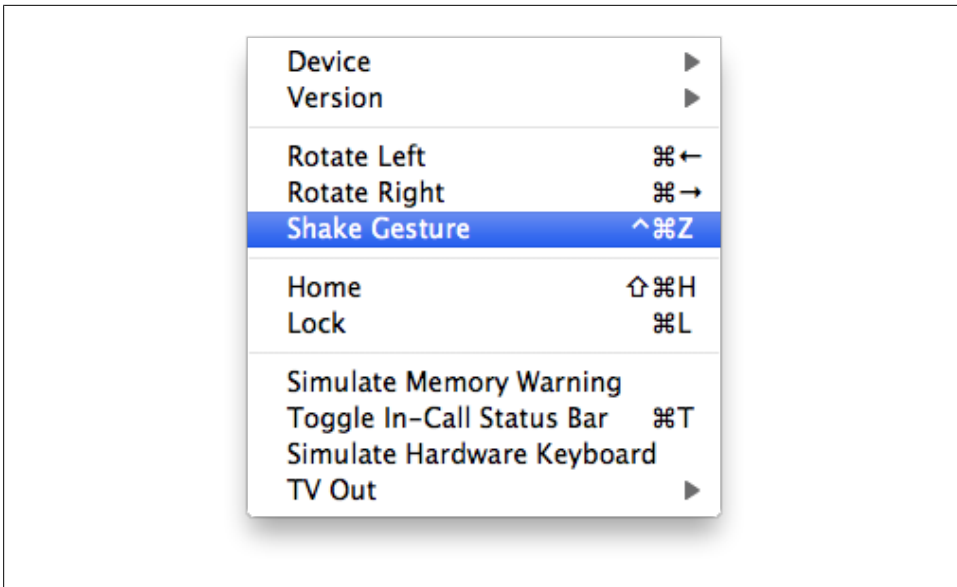 Device ▶
Version ▶
Rotate Left ⌘←
Rotate Right ⌘→
Shake Gesture ^⌘Z
Home ⇧⌘H
Lock ⌘L
Simulate Memory Warning
Toggle In-Call Status Bar ⌘T
Simulate Hardware Keyboard
TV Out ▶